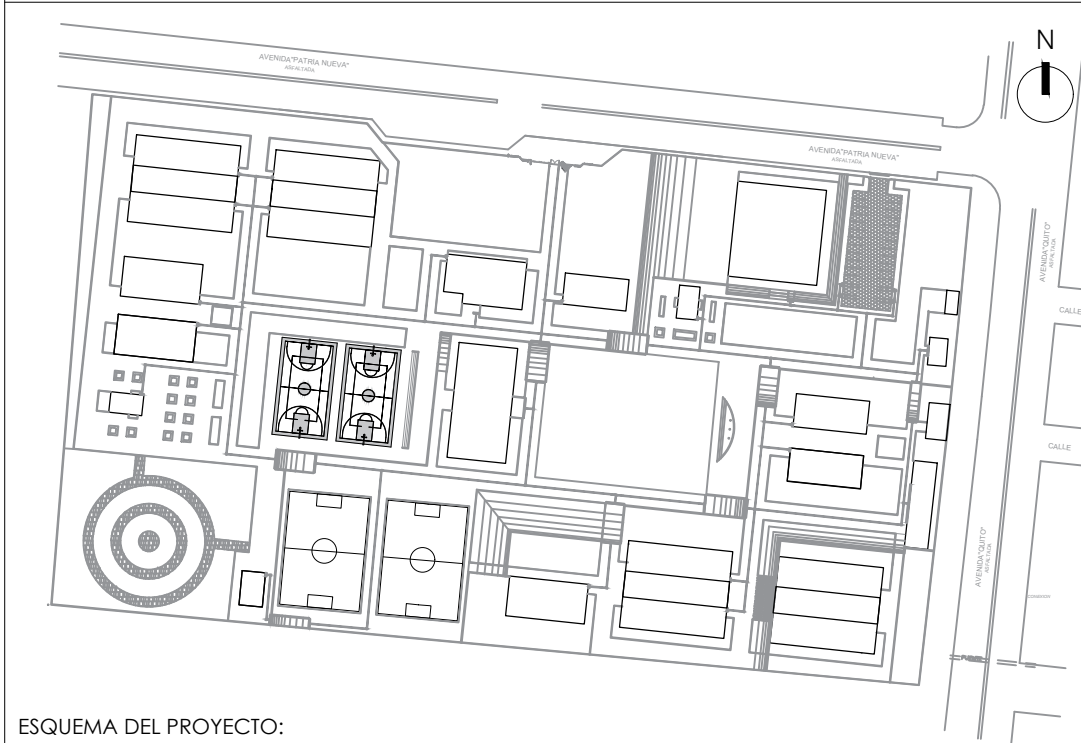 N
AVENIDA"PATRIA NUEVA"
ASFALTADA
AVENIDA"PATRIA NUEVA"
ASFALTADA
AVENIDA"QUITO"
ASFALTADA
CALLE
CALLE
AVENIDA"QUITO"
ASFALTADA
ESQUEMA DEL PROYECTO: